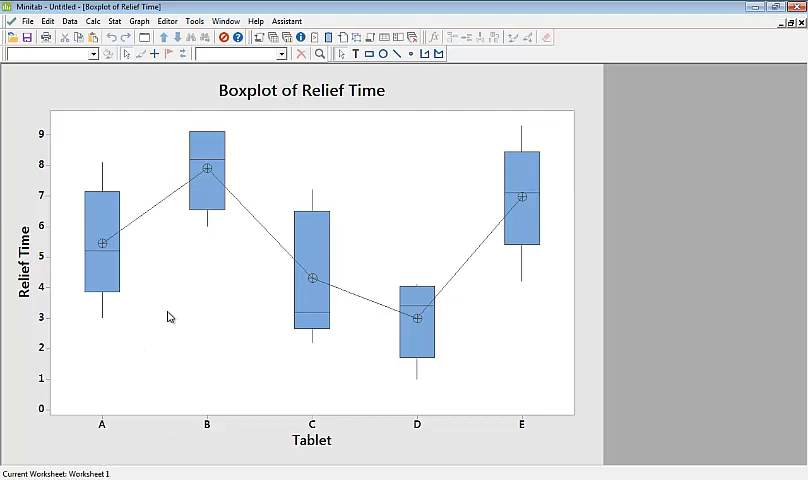 Minitab - Untitled - [Boxplot of Relief Time]
File Edit Data Calc Stat Graph Editor Tools Window Help Assistant
Boxplot of Relief Time
9
8
7
6
5
4
3
2
1
0
Relief Time
A B C D E
Tablet
Current Worksheet: Worksheet 1